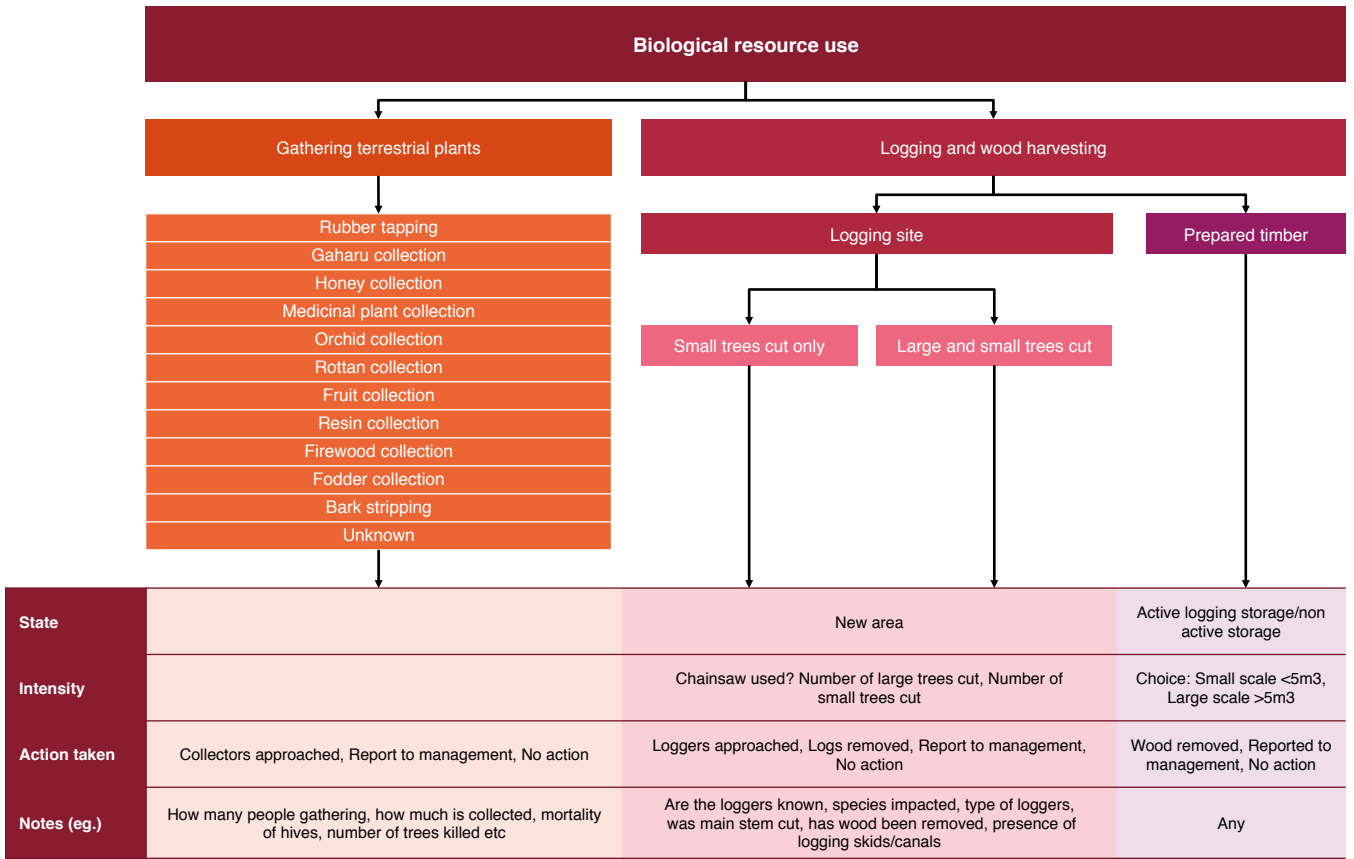 Biological resource use
Gathering terrestrial plants
Logging and wood harvesting
Rubber tapping
Gaharu collection
Honey collection
Medicinal plant collection
Orchid collection
Rottan collection
Fruit collection
Resin collection
Firewood collection
Fodder collection
Bark stripping
Unknown
Logging site
Prepared timber
Small trees cut only
Large and small trees cut
State
New area
Active logging storage/non
active storage
Intensity
Chainsaw used? Number of large trees cut, Number of
small trees cut
Choice: Small scale <5m3,
Large scale >5m3
Action taken
Collectors approached, Report to management, No action
Loggers approached, Logs removed, Report to management,
No action
Wood removed, Reported to
management, No action
Notes (eg.)
How many people gathering, how much is collected, mortality
of hives, number of trees killed etc
Are the loggers known, species impacted, type of loggers,
was main stem cut, has wood been removed, presence of
logging skids/canals
Any